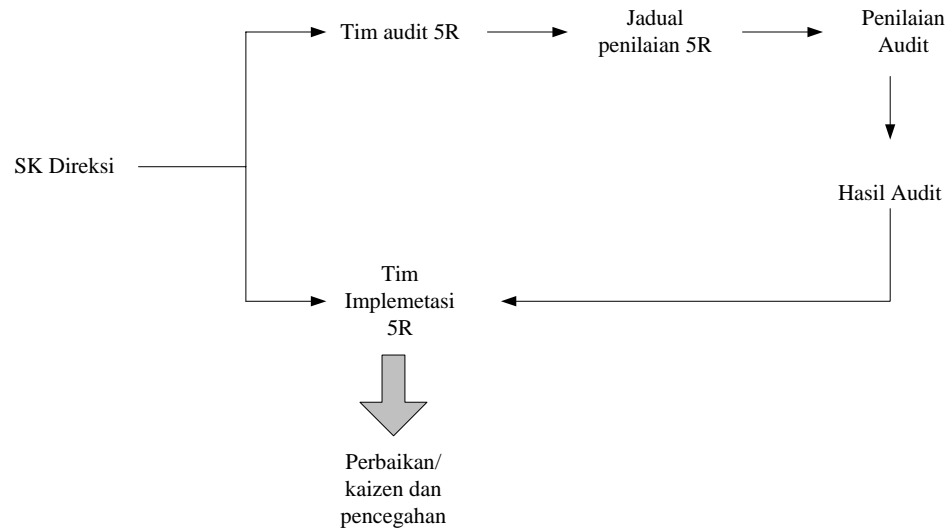 Tim audit 5R
Jadual
penilaian 5R
Penilaian
Audit
SK Direksi
Hasil Audit
Tim
Implemetasi
5R
Perbaikan/
kaizen dan
pencegahan